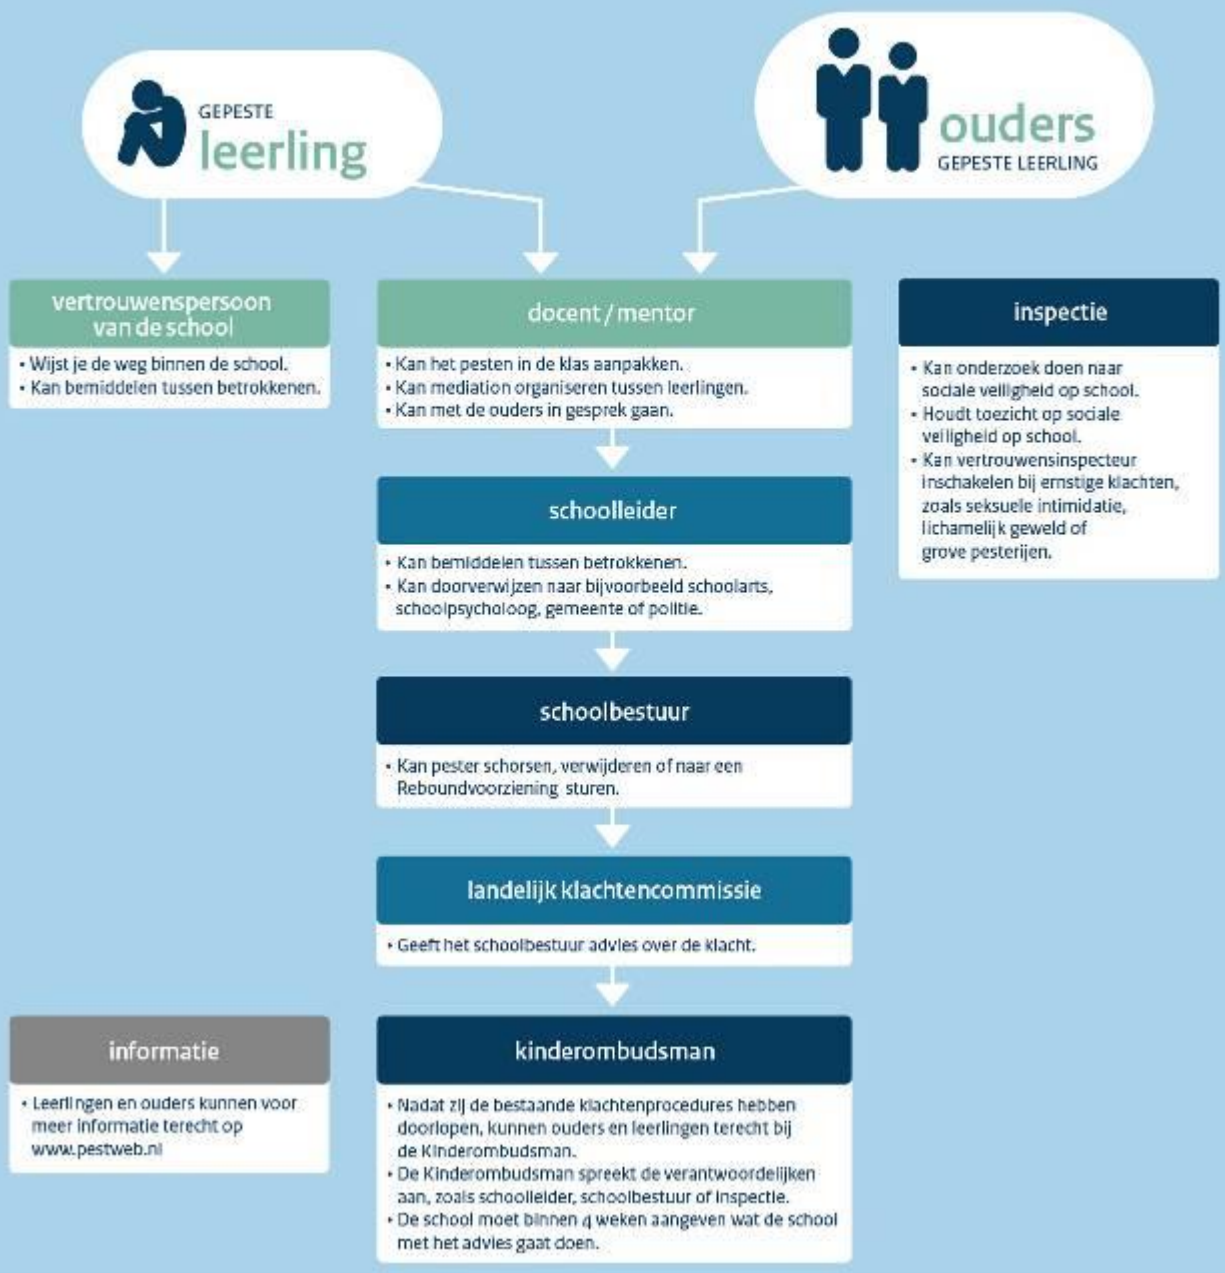 GEPESTE
leerling
ouders
GEPESTE LEERLING
vertrouwenspersoon
van de school
• Wijst je de weg binnen de school.
• Kan bemiddelen tussen betrokkenen.
docent / mentor
• Kan het pesten in de klas aanpakken.
• Kan mediation organiseren tussen leerlingen.
• Kan met de ouders in gesprek gaan.
inspectie
• Kan onderzoek doen naar
sociale veiligheid op school.
• Houdt toezicht op sociale
veiligheid op school.
• Kan vertrouwensinspecteur
inschakelen bij ernstige klachten,
zoals seksuele intimidatie,
lichamelijk geweld of
grove pesterijen.
schoolleider
• Kan bemiddelen tussen betrokkenen.
• Kan doorverwijzen naar bijvoorbeeld schoolarts,
schoolpsycholoog, gemeente of politie.
schoolbestuur
• Kan pester schorsen, verwijderen of naar een
Reboundvoorziening sturen.
landelijk klachtencommissie
• Geeft het schoolbestuur advies over de klacht.
informatie
• Leerlingen en ouders kunnen voor
meer informatie terecht op
www.pestweb.nl
kinderombudsman
• Nadat zij de bestaande klachtenprocedures hebben
doorlopen, kunnen ouders en leerlingen terecht bij
de Kinderombudsman.
• De Kinderombudsman spreekt de verantwoordelijken
aan, zoals schoolleider, schoolbestuur of inspectie.
• De school moet binnen 4 weken aangeven wat de school
met het advies gaat doen.